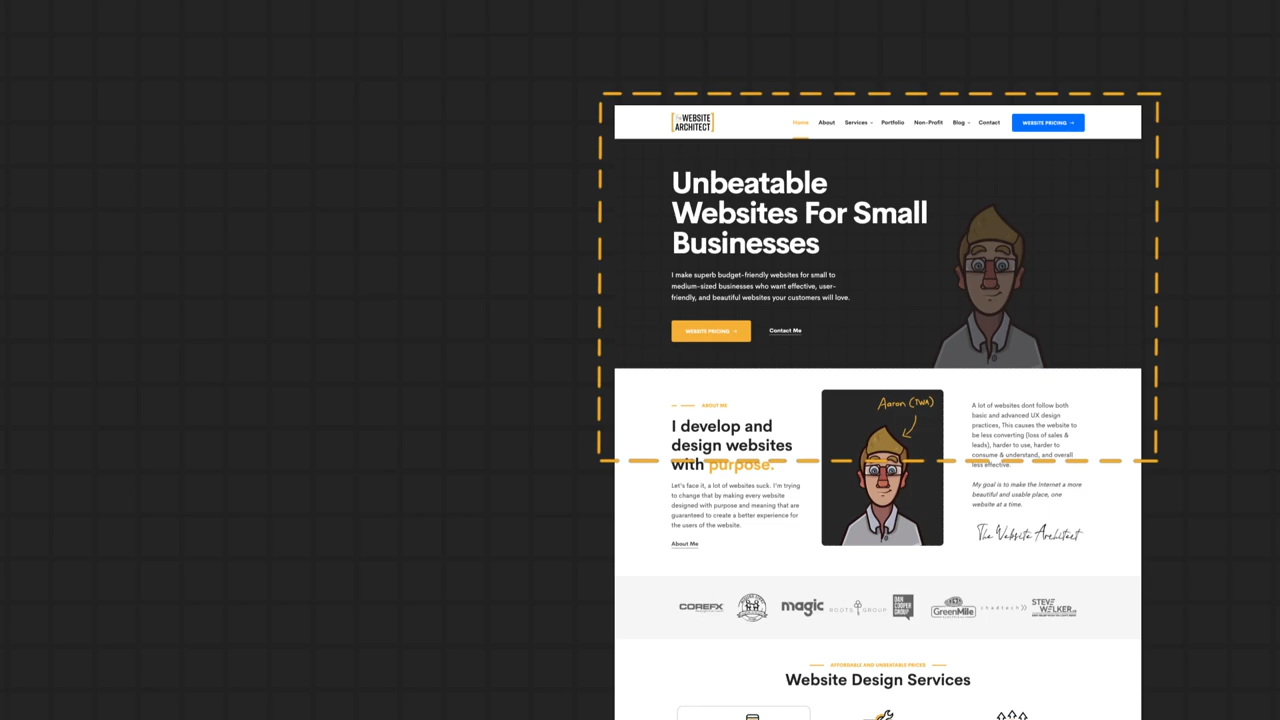 THE WEBSITE
ARCHITECT
Home About Services Portfolio Non-Profit Blog Contact WEBSITE PRICING →
Unbeatable
Websites For Small
Businesses
I make superb budget-friendly websites for small to
medium-sized businesses who want effective, user-
friendly, and beautiful websites your customers will love.
WEBSITE PRICING →
Contact Me
ABOUT ME
I develop and
design websites
with purpose.
Let's face it, a lot of websites suck. I'm trying
to change that by making every website
designed with purpose and meaning that are
guaranteed to create a better experience for
the users of the website.
About Me
Aaron (TWA)
A lot of websites dont follow both
basic and advanced UX design
practices, This causes the website to
be less converting (loss of sales &
leads), harder to use, harder to
consume & understand, and overall
less effective.
My goal is to make the Internet a more
beautiful and usable place, one
website at a time.
The Website Architect
COREFX
magic
ROOTS GROUP
DAN
COOPER
GROUP
GreenMile
chadtech
STEVE
WELKER
AFFORDABLE AND UNBEATABLE PRICES
Website Design Services